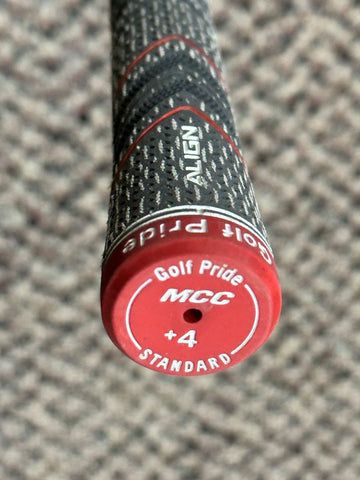 ALIGN
Golf Pride
Golf Pride
MCC
+4
STANDARD